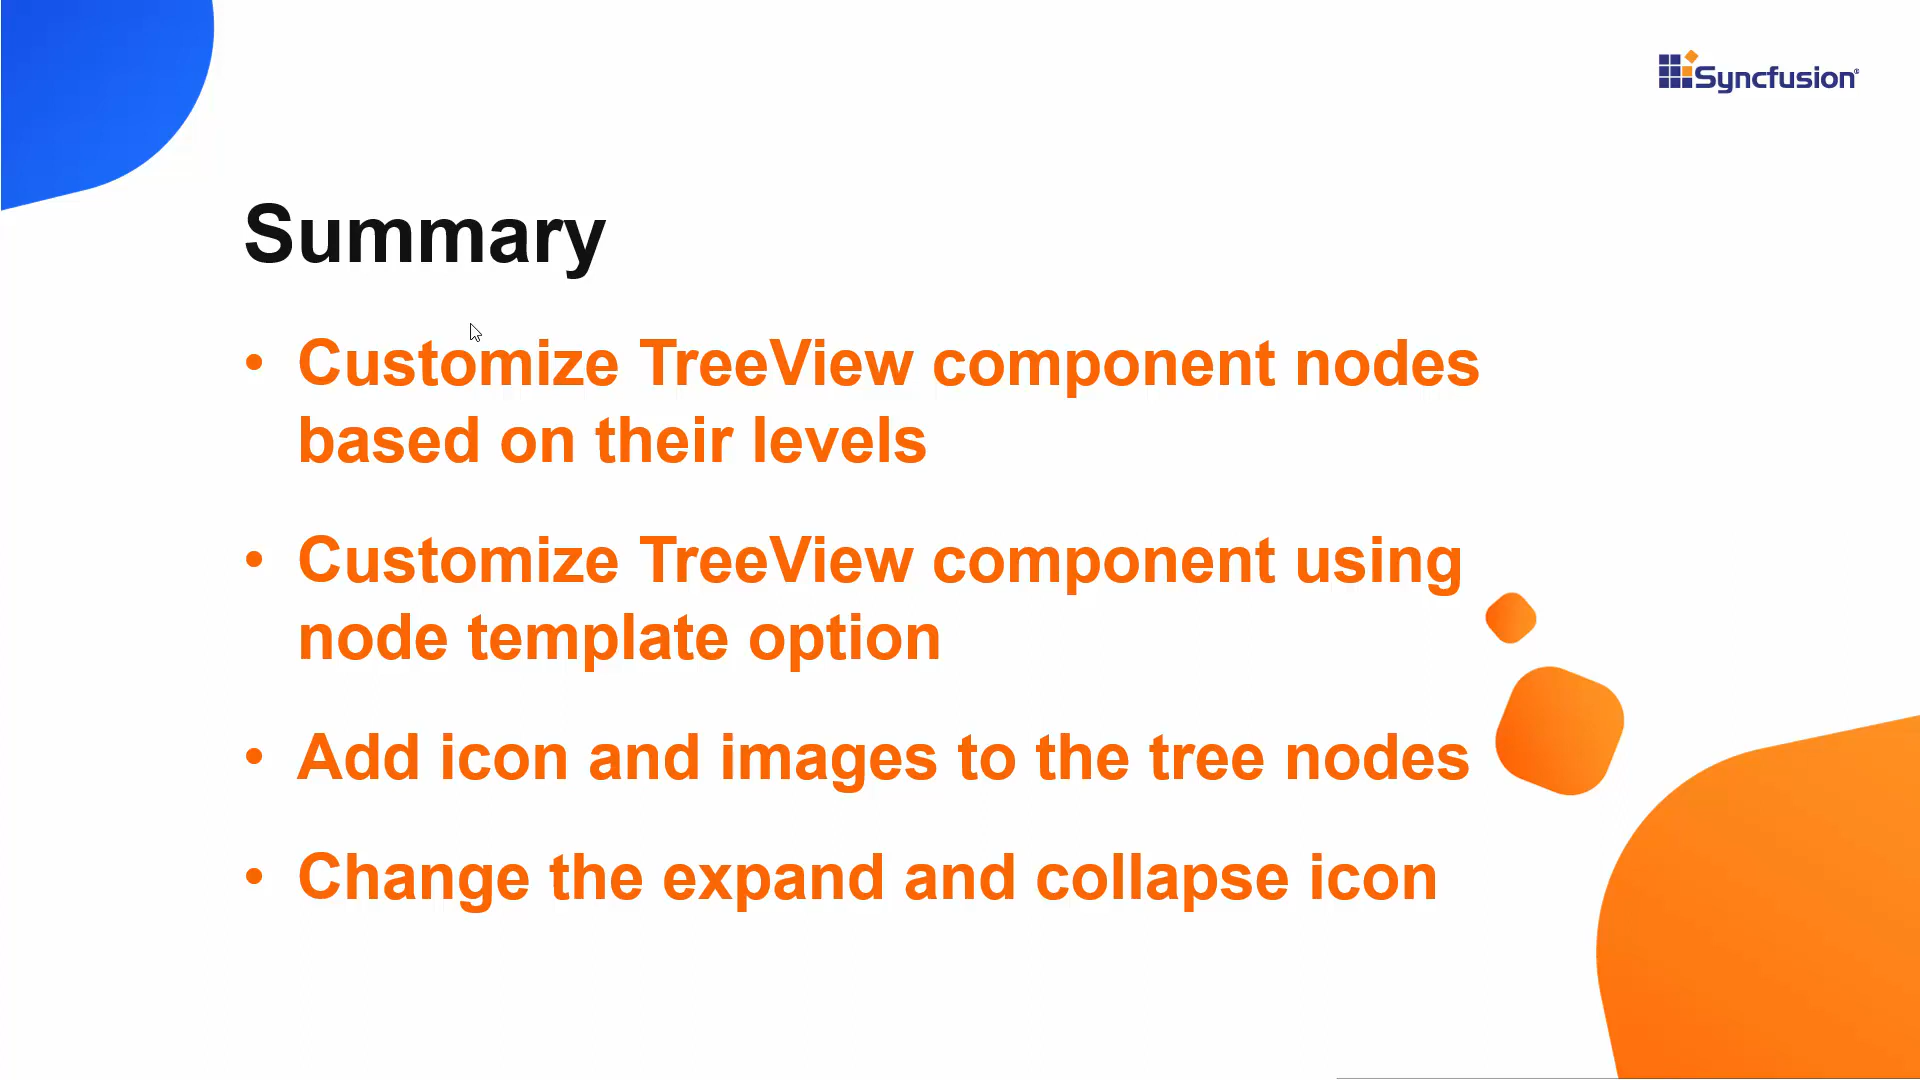 Syncfusion®
Summary
• Customize TreeView component nodes
based on their levels
• Customize TreeView component using
node template option
• Add icon and images to the tree nodes
• Change the expand and collapse icon